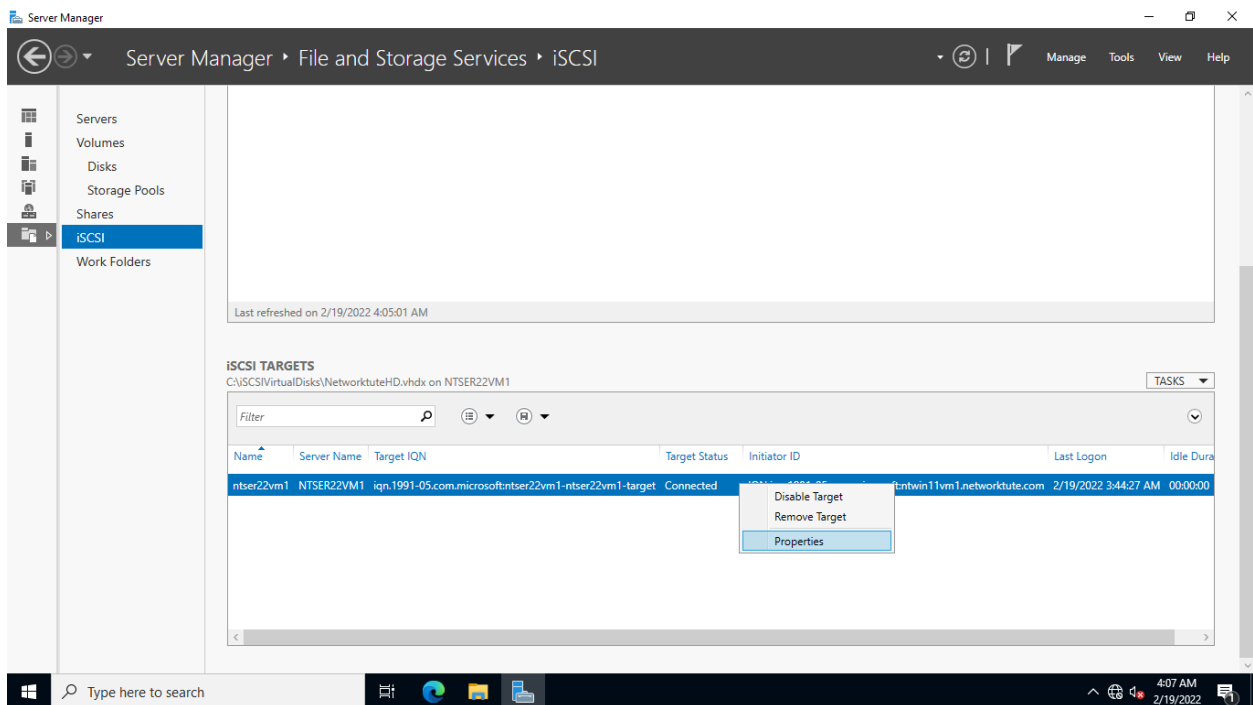 Server Manager
Server Manager ‣ File and Storage Services ‣ iSCSI
Manage Tools View Help
Servers
Volumes
Disks
Storage Pools
Shares
iSCSI
Work Folders
Last refreshed on 2/19/2022 4:05:01 AM
iSCSI TARGETS
C:\iSCSIVirtualDisks\NetworktuteHD.vhdx on NTSER22VM1
TASKS
Filter
Name Server Name Target IQN Target Status Initiator ID Last Logon Idle Dura
ntser22vm1 NTSER22VM1 iqn.1991-05.com.microsoft:ntser22vm1-ntser22vm1-target Connected ft:ntwin11vm1.networktute.com 2/19/2022 3:44:27 AM 00:00:00
Disable Target
Remove Target
Properties
Type here to search
4:07 AM
2/19/2022
1